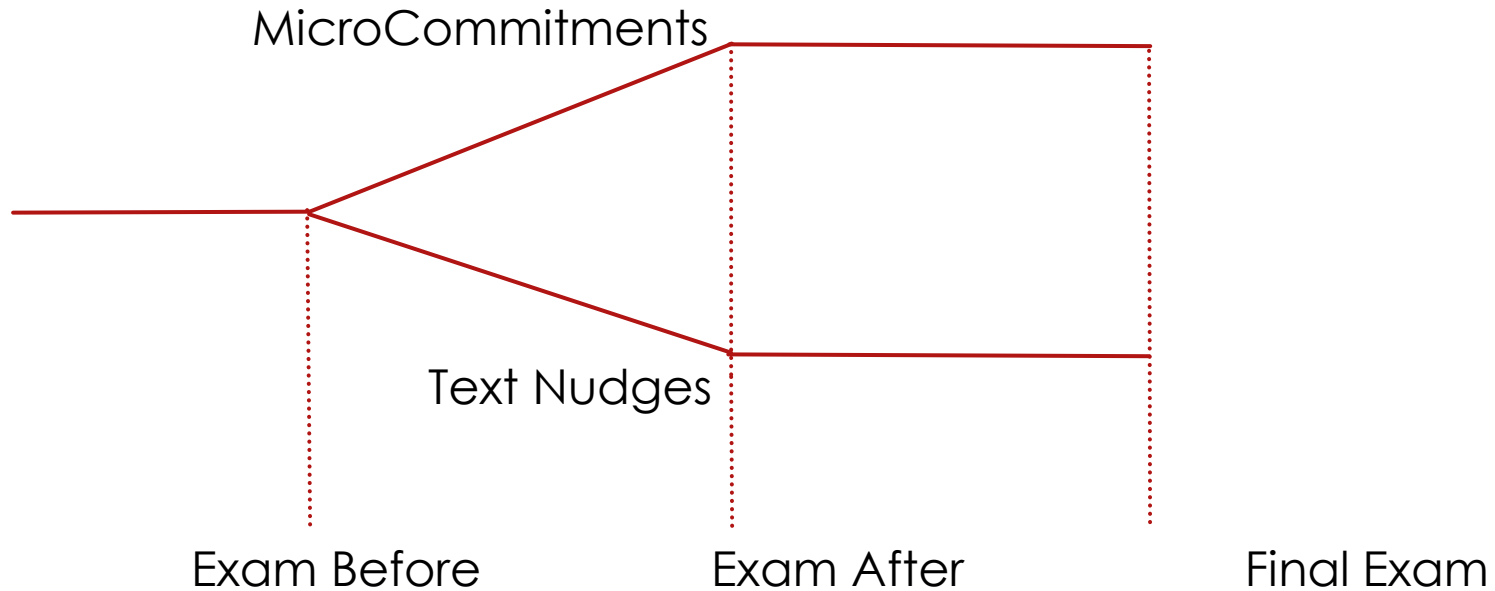 MicroCommitments
Text Nudges
Exam Before
Exam After
Final Exam